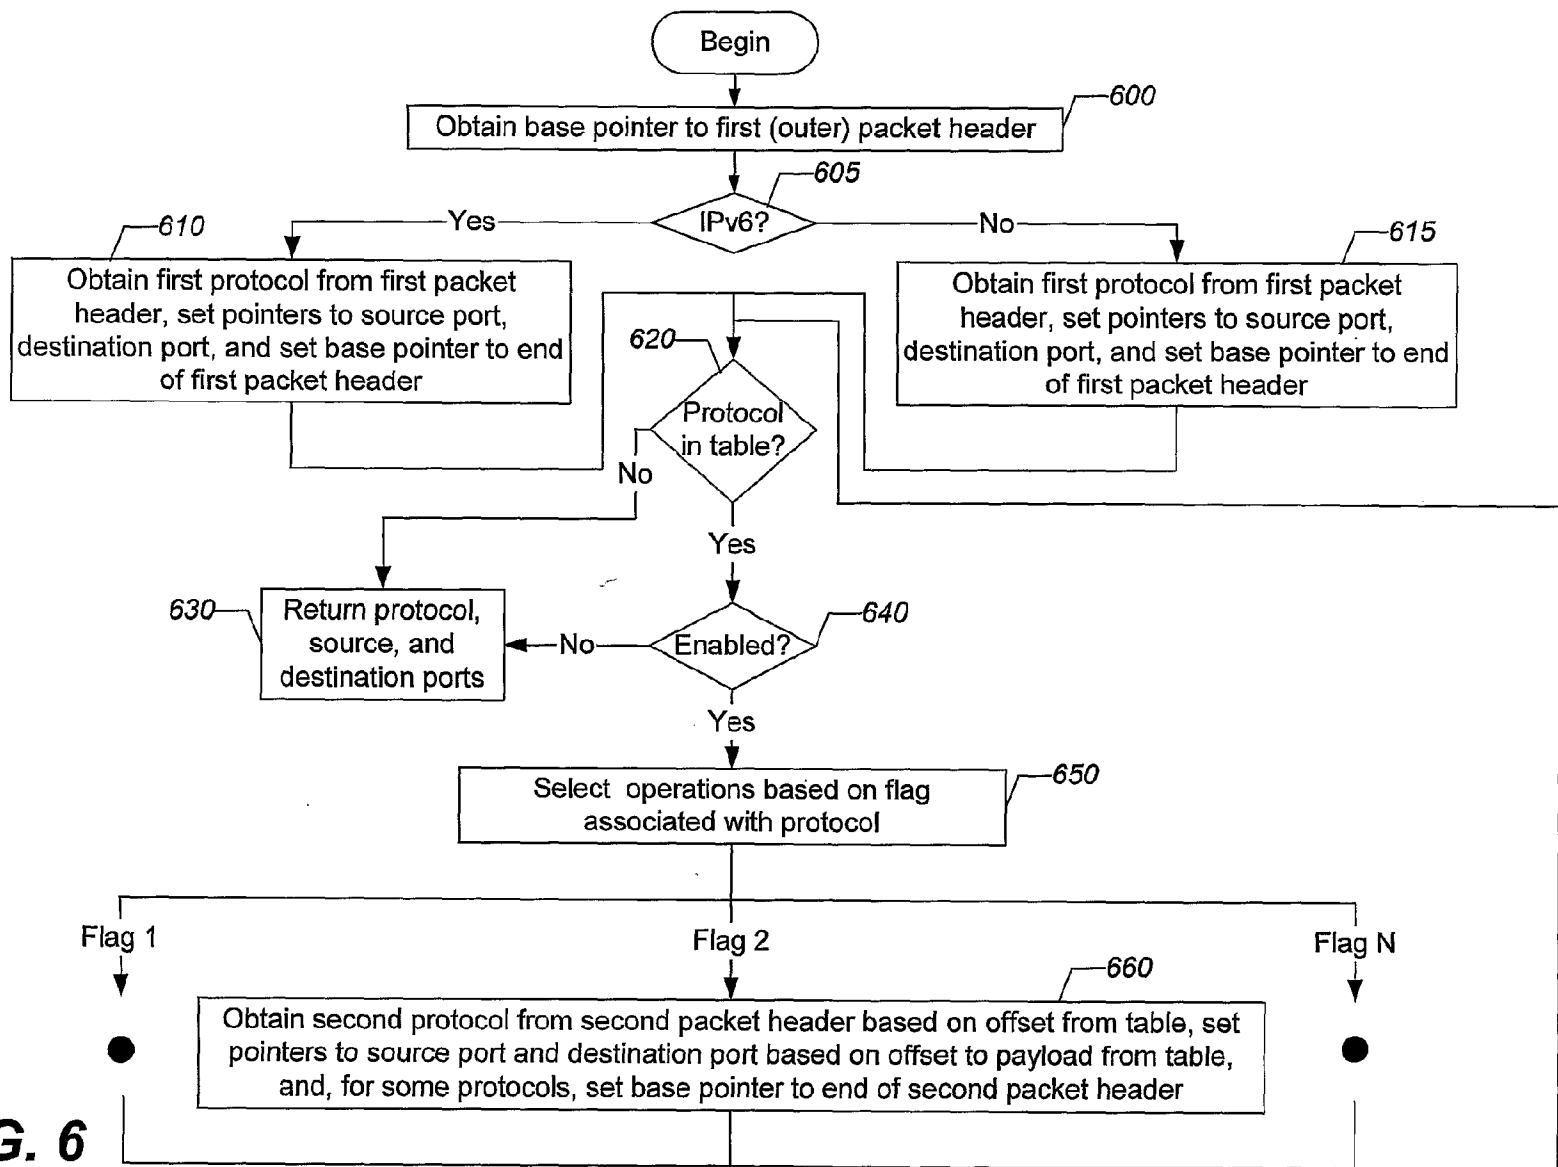 Begin
600
Obtain base pointer to first (outer) packet header
605
IPv6?
Yes
No
610
615
Obtain first protocol from first packet
header, set pointers to source port,
destination port, and set base pointer to end
of first packet header
Obtain first protocol from first packet
header, set pointers to source port,
destination port, and set base pointer to end
of first packet header
620
Protocol
in table?
No
Yes
630
Return protocol,
source, and
destination ports
No
Enabled?
640
Yes
650
Select operations based on flag
associated with protocol
Flag 1
Flag 2
Flag N
660
Obtain second protocol from second packet header based on offset from table, set
pointers to source port and destination port based on offset to payload from table,
and, for some protocols, set base pointer to end of second packet header
G. 6